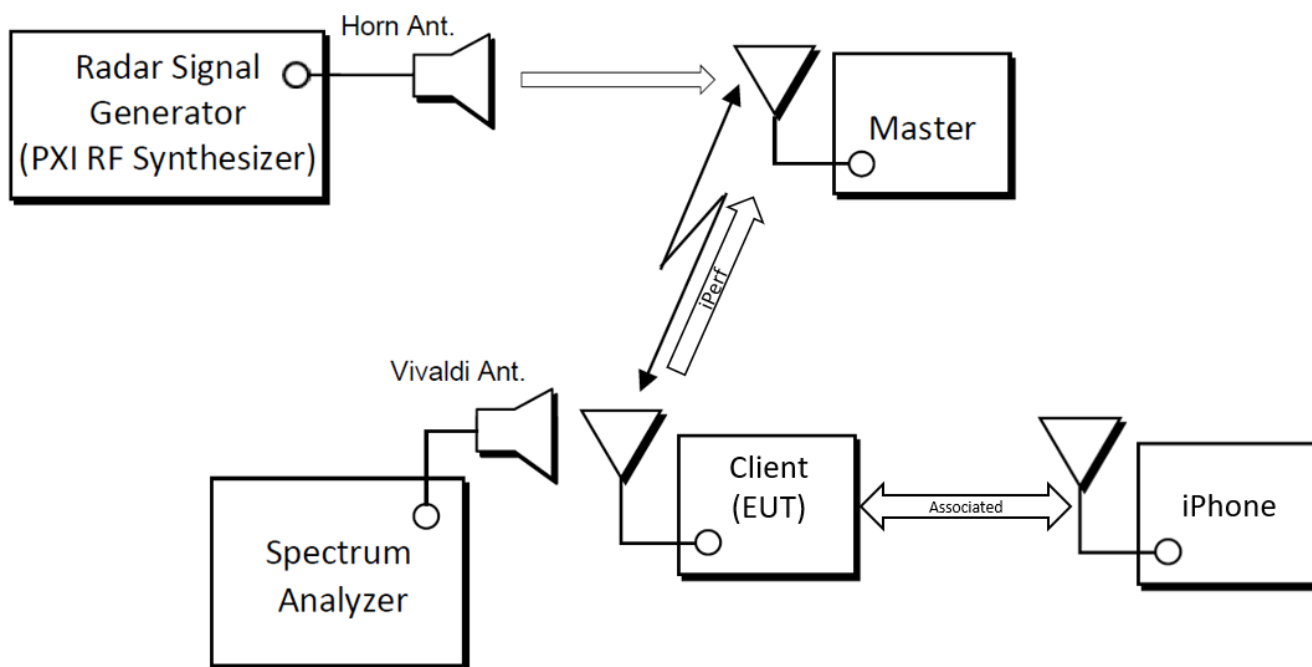 Horn Ant.
Radar Signal
Generator
(PXI RF Synthesizer)
Master
iPerf
Vivaldi Ant.
Client
(EUT)
Associated
iPhone
Spectrum
Analyzer